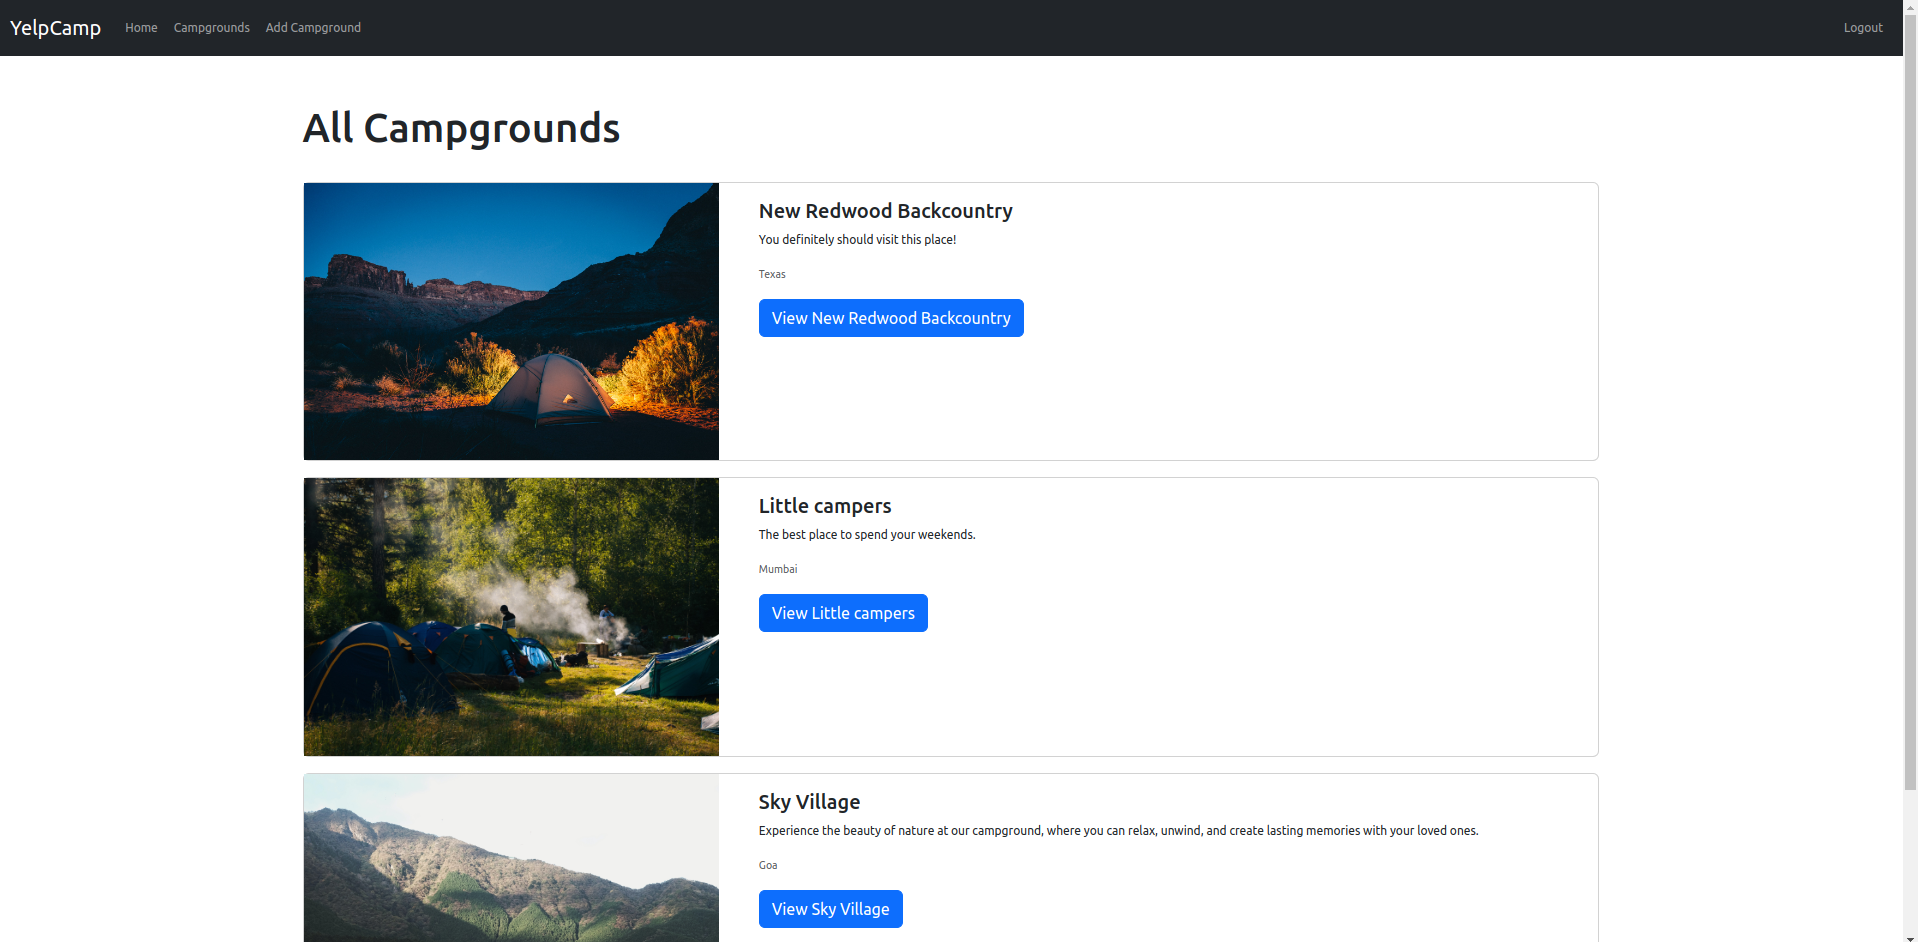 YelpCamp Home Campgrounds Add Campground Logout
All Campgrounds
New Redwood Backcountry
You definitely should visit this place!
Texas
View New Redwood Backcountry
Little campers
The best place to spend your weekends.
Mumbai
View Little campers
Sky Village
Experience the beauty of nature at our campground, where you can relax, unwind, and create lasting memories with your loved ones.
Goa
View Sky Village